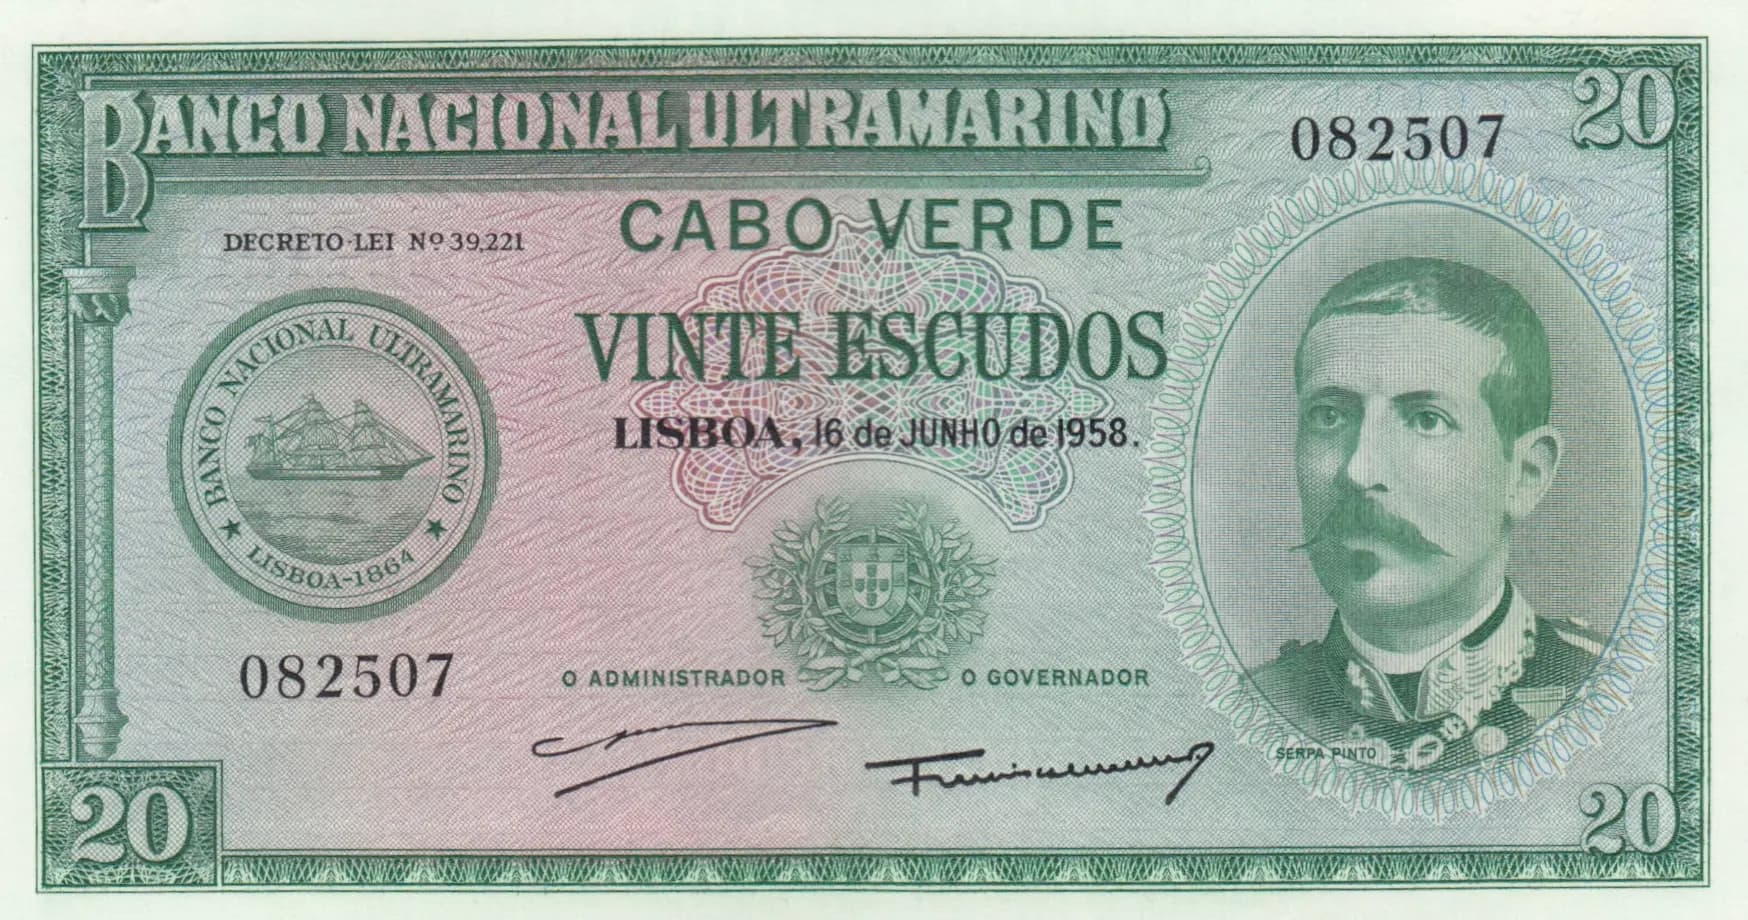 BANCO NACIONAL ULTRAMARINO
20
082507
CABO VERDE
DECRETO-LEI Nº 39,221
VINTE ESCUDOS
LISBOA, 16 de JUNHO de 1958.
★ BANCO NACIONAL ULTRAMARINO ★
LISBOA-1864
082507
O ADMINISTRADOR
O GOVERNADOR
SERPA PINTO
20
20